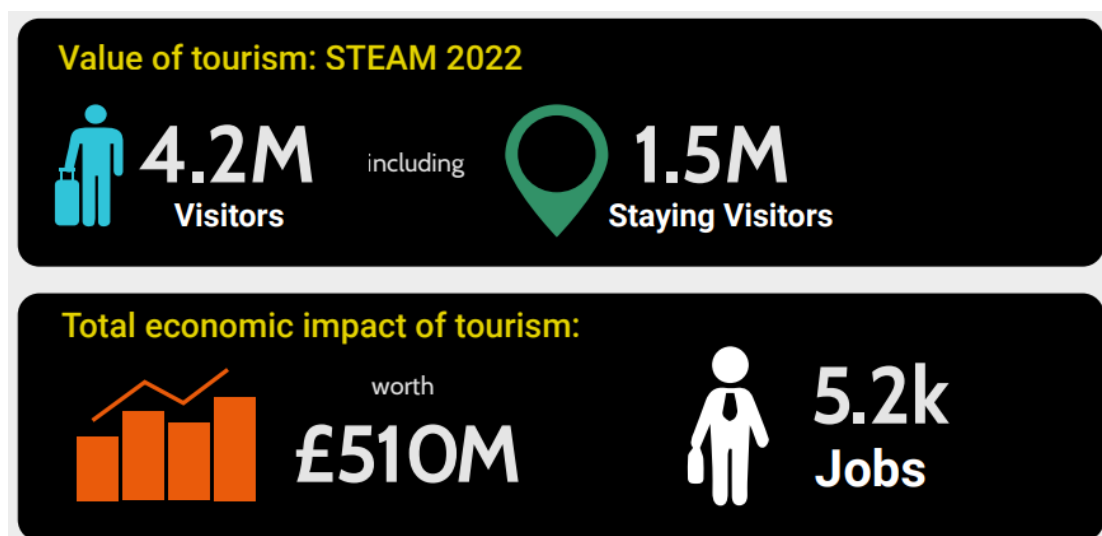 Value of tourism: STEAM 2022
4.2M including 1.5M
Visitors Staying Visitors
Total economic impact of tourism:
worth
£510M
5.2k
Jobs